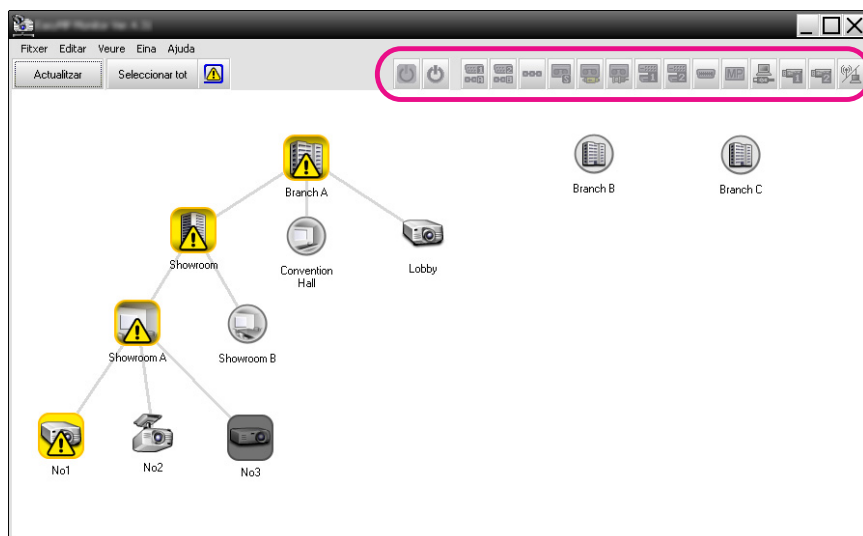 Fitxer Editar Veure Eina Ajuda
Actualitzar Seleccionar tot
MP
Branch A
Branch B
Branch C
Showroom
Convention
Hall
Lobby
Showroom A
Showroom B
No1
No2
No3